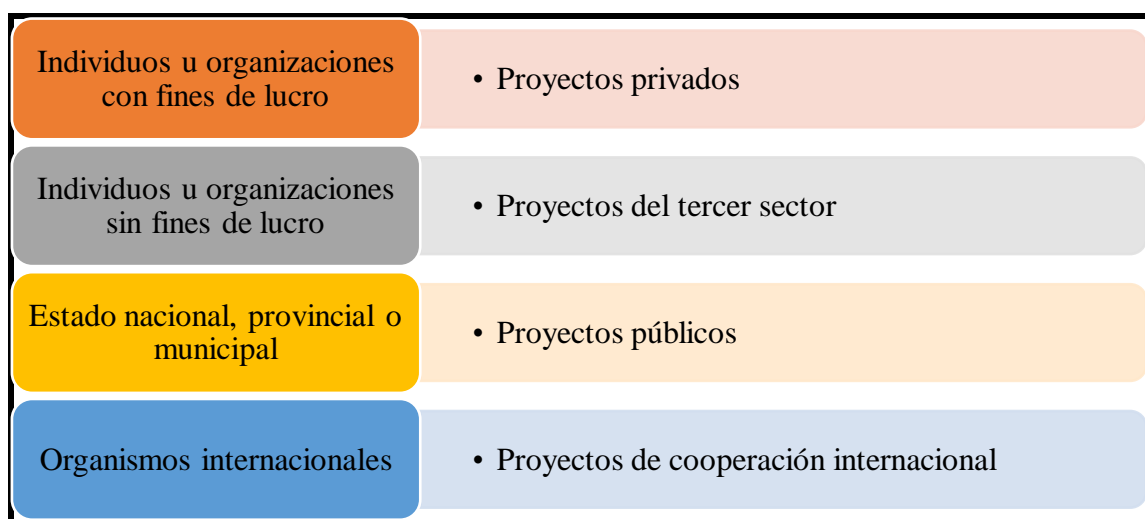 Individuos u organizaciones
con fines de lucro
• Proyectos privados
Individuos u organizaciones
sin fines de lucro
• Proyectos del tercer sector
Estado nacional, provincial o
municipal
• Proyectos públicos
Organismos internacionales
• Proyectos de cooperación internacional